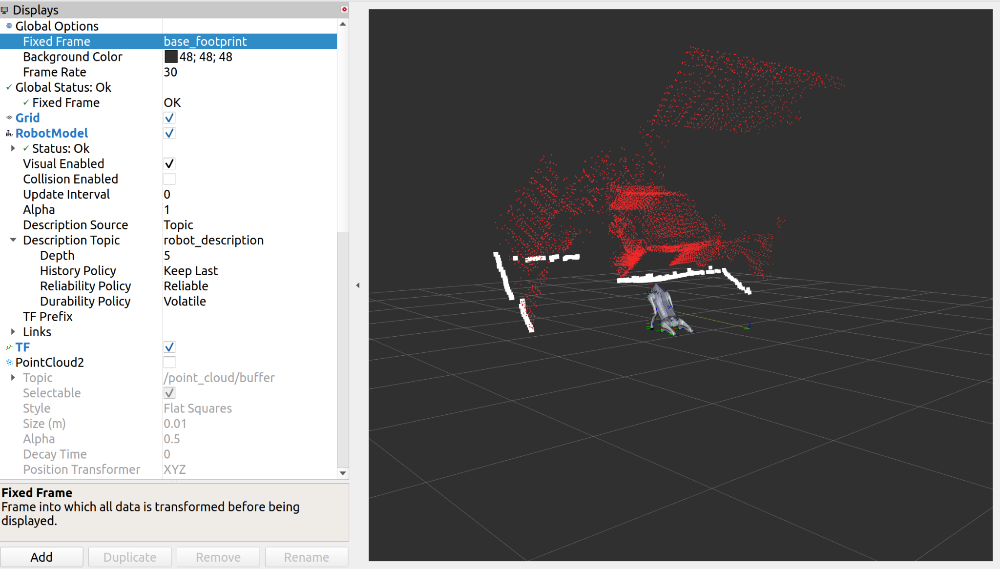 Displays
Global Options
Fixed Frame base_footprint
Background Color 48; 48; 48
Frame Rate 30
Global Status: Ok
Fixed Frame OK
Grid
RobotModel
Status: Ok
Visual Enabled
Collision Enabled
Update Interval 0
Alpha 1
Description Source Topic
Description Topic robot_description
Depth 5
History Policy Keep Last
Reliability Policy Reliable
Durability Policy Volatile
TF Prefix
Links
TF
PointCloud2
Topic /point_cloud/buffer
Selectable
Style Flat Squares
Size (m) 0.01
Alpha 0.5
Decay Time 0
Position Transformer XYZ
Fixed Frame
Frame into which all data is transformed before being
displayed.
Add Duplicate Remove Rename